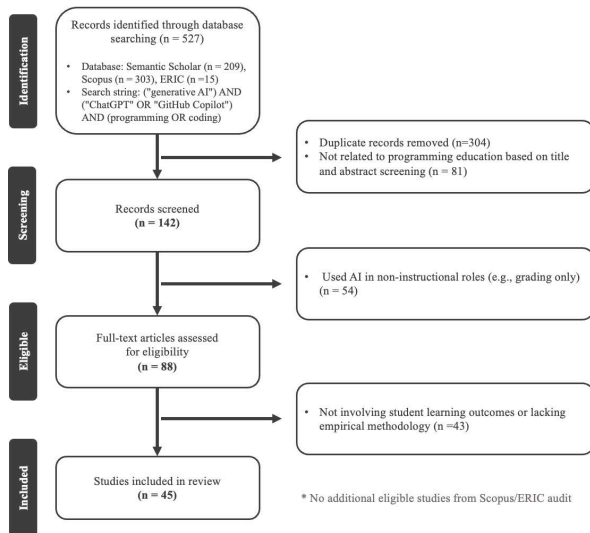 Identification
Records identified through database
searching (n = 527)
• Database: Semantic Scholar (n = 209),
Scopus (n = 303), ERIC (n =15)
• Search string: ("generative AI") AND
("ChatGPT" OR "GitHub Copilot")
AND (programming OR coding)
• Duplicate records removed (n=304)
• Not related to programming education based on title
and abstract screening (n = 81)
Screening
Records screened
(n = 142)
• Used AI in non-instructional roles (e.g., grading only)
(n = 54)
Eligible
Full-text articles assessed
for eligibility
(n = 88)
• Not involving student learning outcomes or lacking
empirical methodology (n =43)
Included
Studies included in review
(n = 45)
* No additional eligible studies from Scopus/ERIC audit